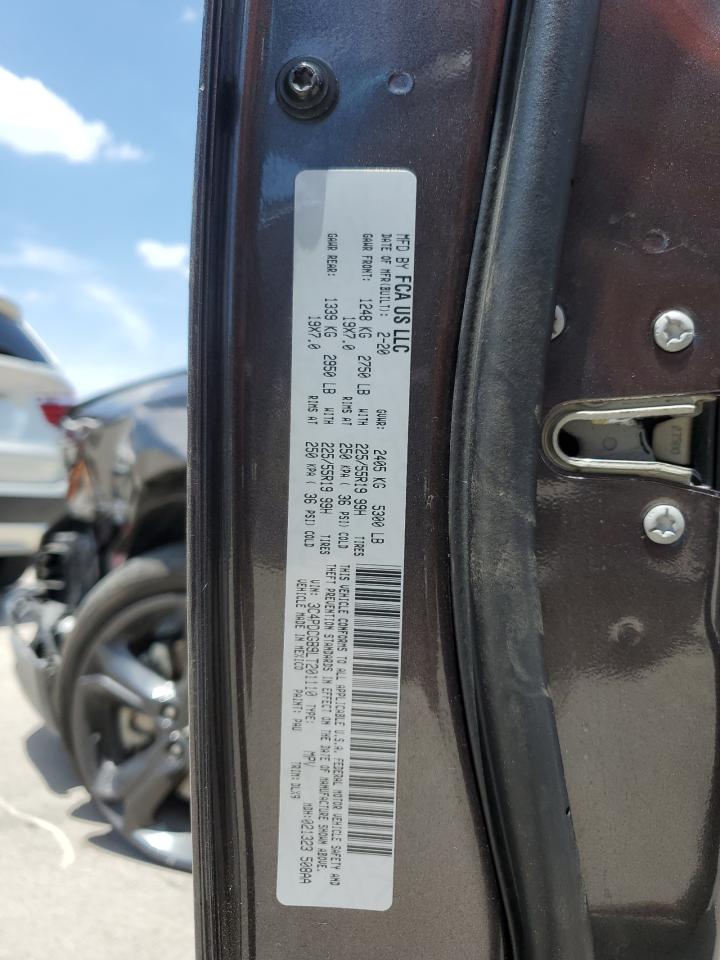 MFD BY FCA US LLC
DATE OF MFR(BUILT): 2-20 GVWR: 2405 KG 5300 LB
GAWR FRONT: 1248 KG 2750 LB WITH 225/55R19 99H TIRES
19X7.0 RIMS AT 250 KPA ( 36 PSI) COLD
GAWR REAR: 1339 KG 2950 LB WITH 225/55R19 99H TIRES
19X7.0 RIMS AT 250 KPA ( 36 PSI) COLD
THIS VEHICLE CONFORMS TO ALL APPLICABLE U.S.A. FEDERAL MOTOR VEHICLE SAFETY AND
THEFT PREVENTION STANDARDS IN EFFECT ON THE DATE OF MANUFACTURE SHOWN ABOVE.
VIN: 3C4PDCGB9LT201110 TYPE: MPV MDH:021323 508AA
VEHICLE MADE IN MEXICO PAINT: PAU TRIM: DLX9